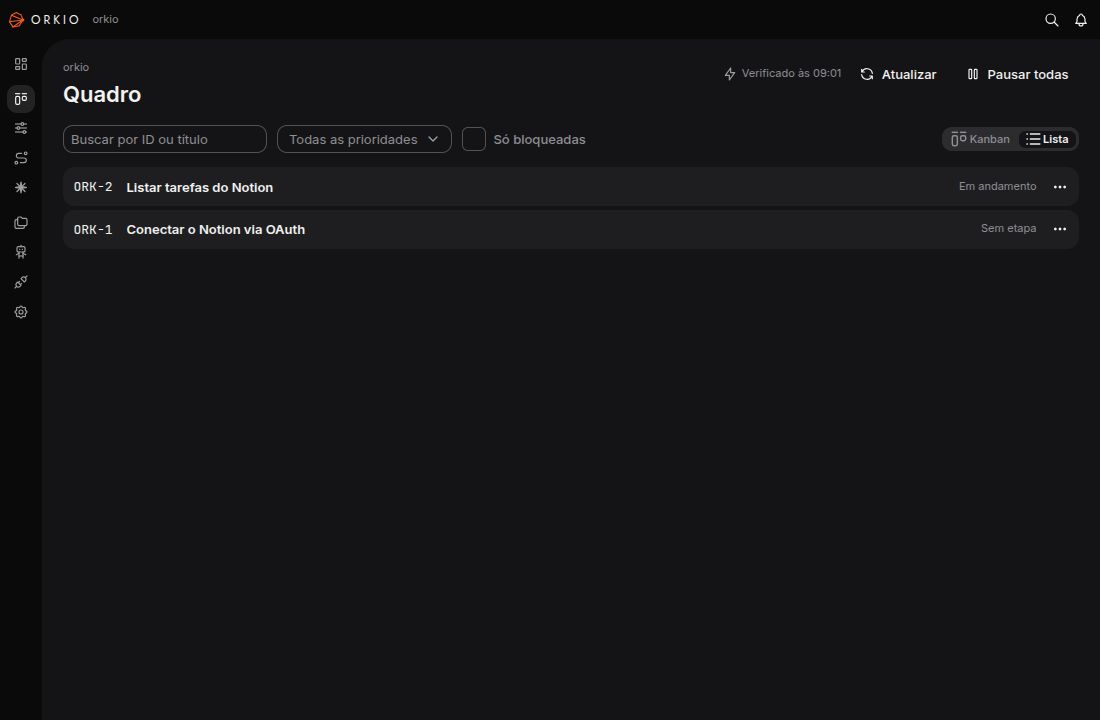 ORKIO orkio
orkio
Quadro
Verificado às 09:01 Atualizar Pausar todas
Buscar por ID ou título Todas as prioridades Só bloqueadas Kanban Lista
ORK-2 Listar tarefas do Notion Em andamento
ORK-1 Conectar o Notion via OAuth Sem etapa